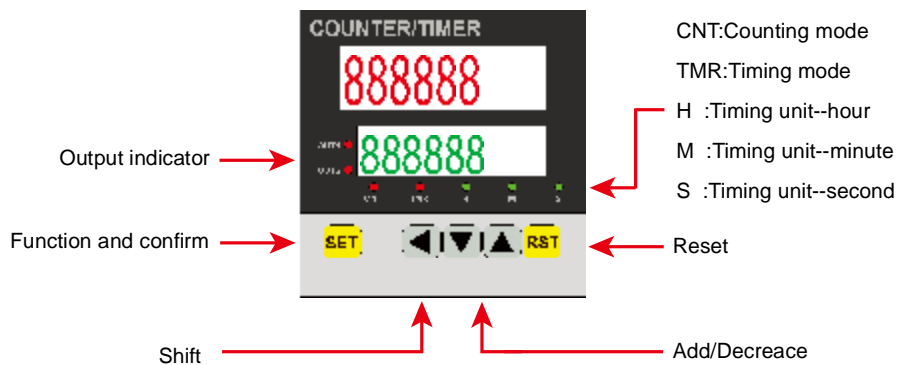 COUNTER/TIMER
888888
888888
SET
RST
Output indicator
Function and confirm
Shift
CNT:Counting mode
TMR:Timing mode
H :Timing unit--hour
M :Timing unit--minute
S :Timing unit--second
Reset
Add/Decreace